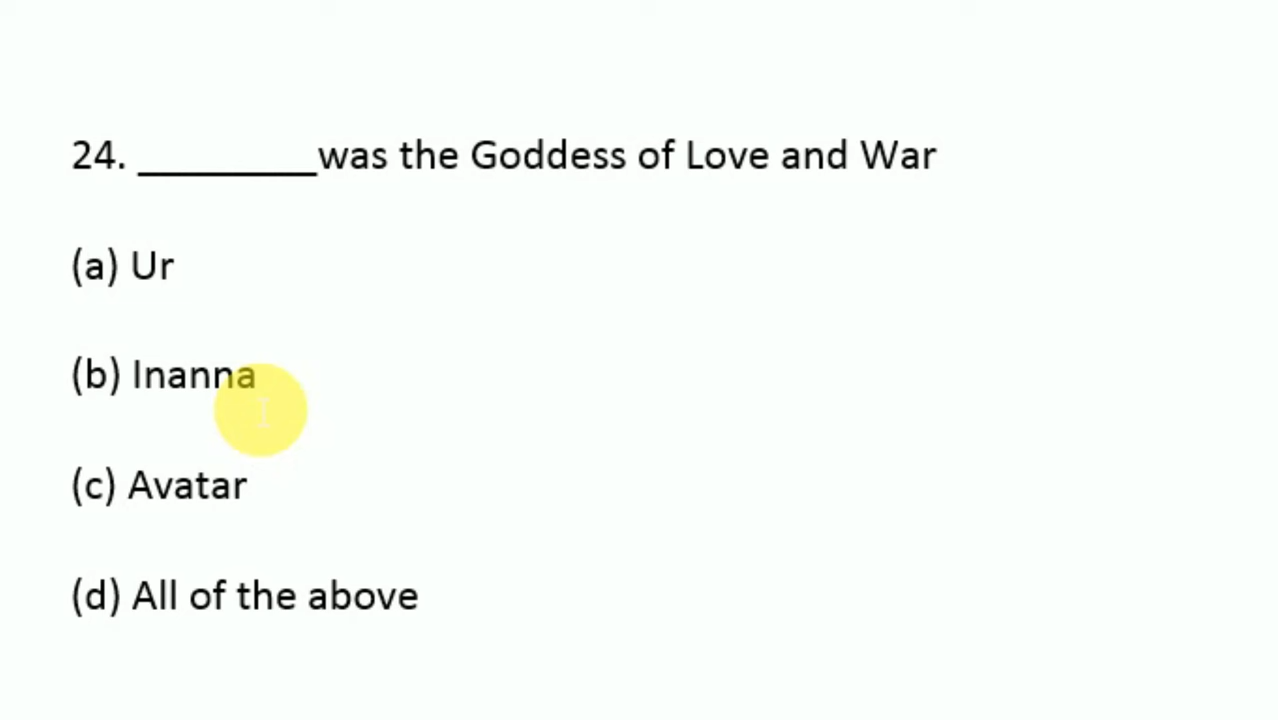 24. _________was the Goddess of Love and War
(a) Ur
(b) Inanna
(c) Avatar
(d) All of the above